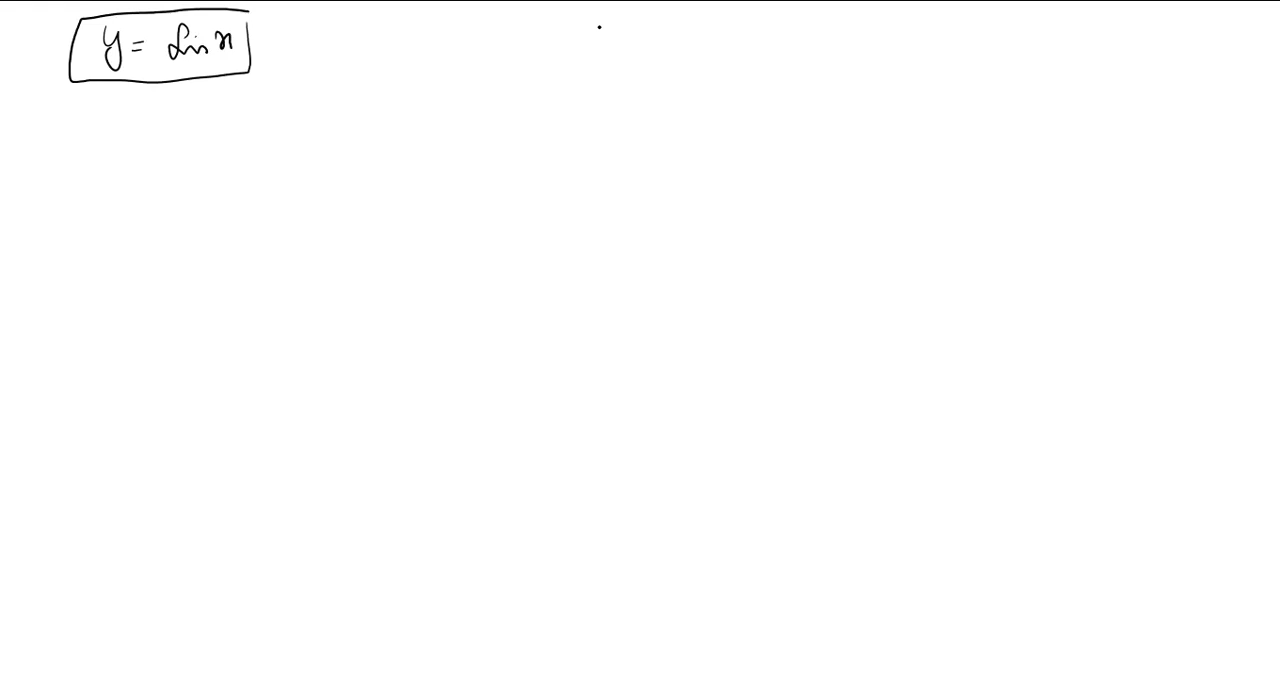 y = sin x